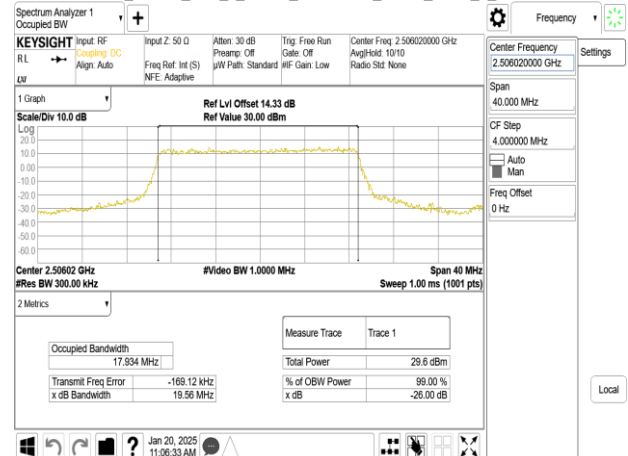 Spectrum Analyzer 1
Occupied BW
Frequency
KEYSIGHT
Input: RF
Coupling: DC
Align: Auto
Input Z: 50 Ω
Freq Ref: Int (S)
NFE: Adaptive
Atten: 30 dB
Preamp: Off
µW Path: Standard
Trig: Free Run
Gate: Off
#IF Gain: Low
Center Freq: 2.506020000 GHz
Avg|Hold: 10/10
Radio Std: None
RL
LXI
Center Frequency
2.506020000 GHz
Settings
Span
40.000 MHz
CF Step
4.000000 MHz
Auto
Man
Freq Offset
0 Hz
Local
1 Graph
Scale/Div 10.0 dB
Ref Lvl Offset 14.33 dB
Ref Value 30.00 dBm
Log
20.0
10.0
0.00
-10.0
-20.0
-30.0
-40.0
-50.0
-60.0
Center 2.50602 GHz
#Video BW 1.0000 MHz
Span 40 MHz
#Res BW 300.00 kHz
Sweep 1.00 ms (1001 pts)
2 Metrics
Measure Trace Trace 1
Occupied Bandwidth
17.934 MHz
Total Power 29.6 dBm
Transmit Freq Error -169.12 kHz
% of OBW Power 99.00 %
x dB Bandwidth 19.56 MHz
x dB -26.00 dB
Jan 20, 2025
11:06:33 AM